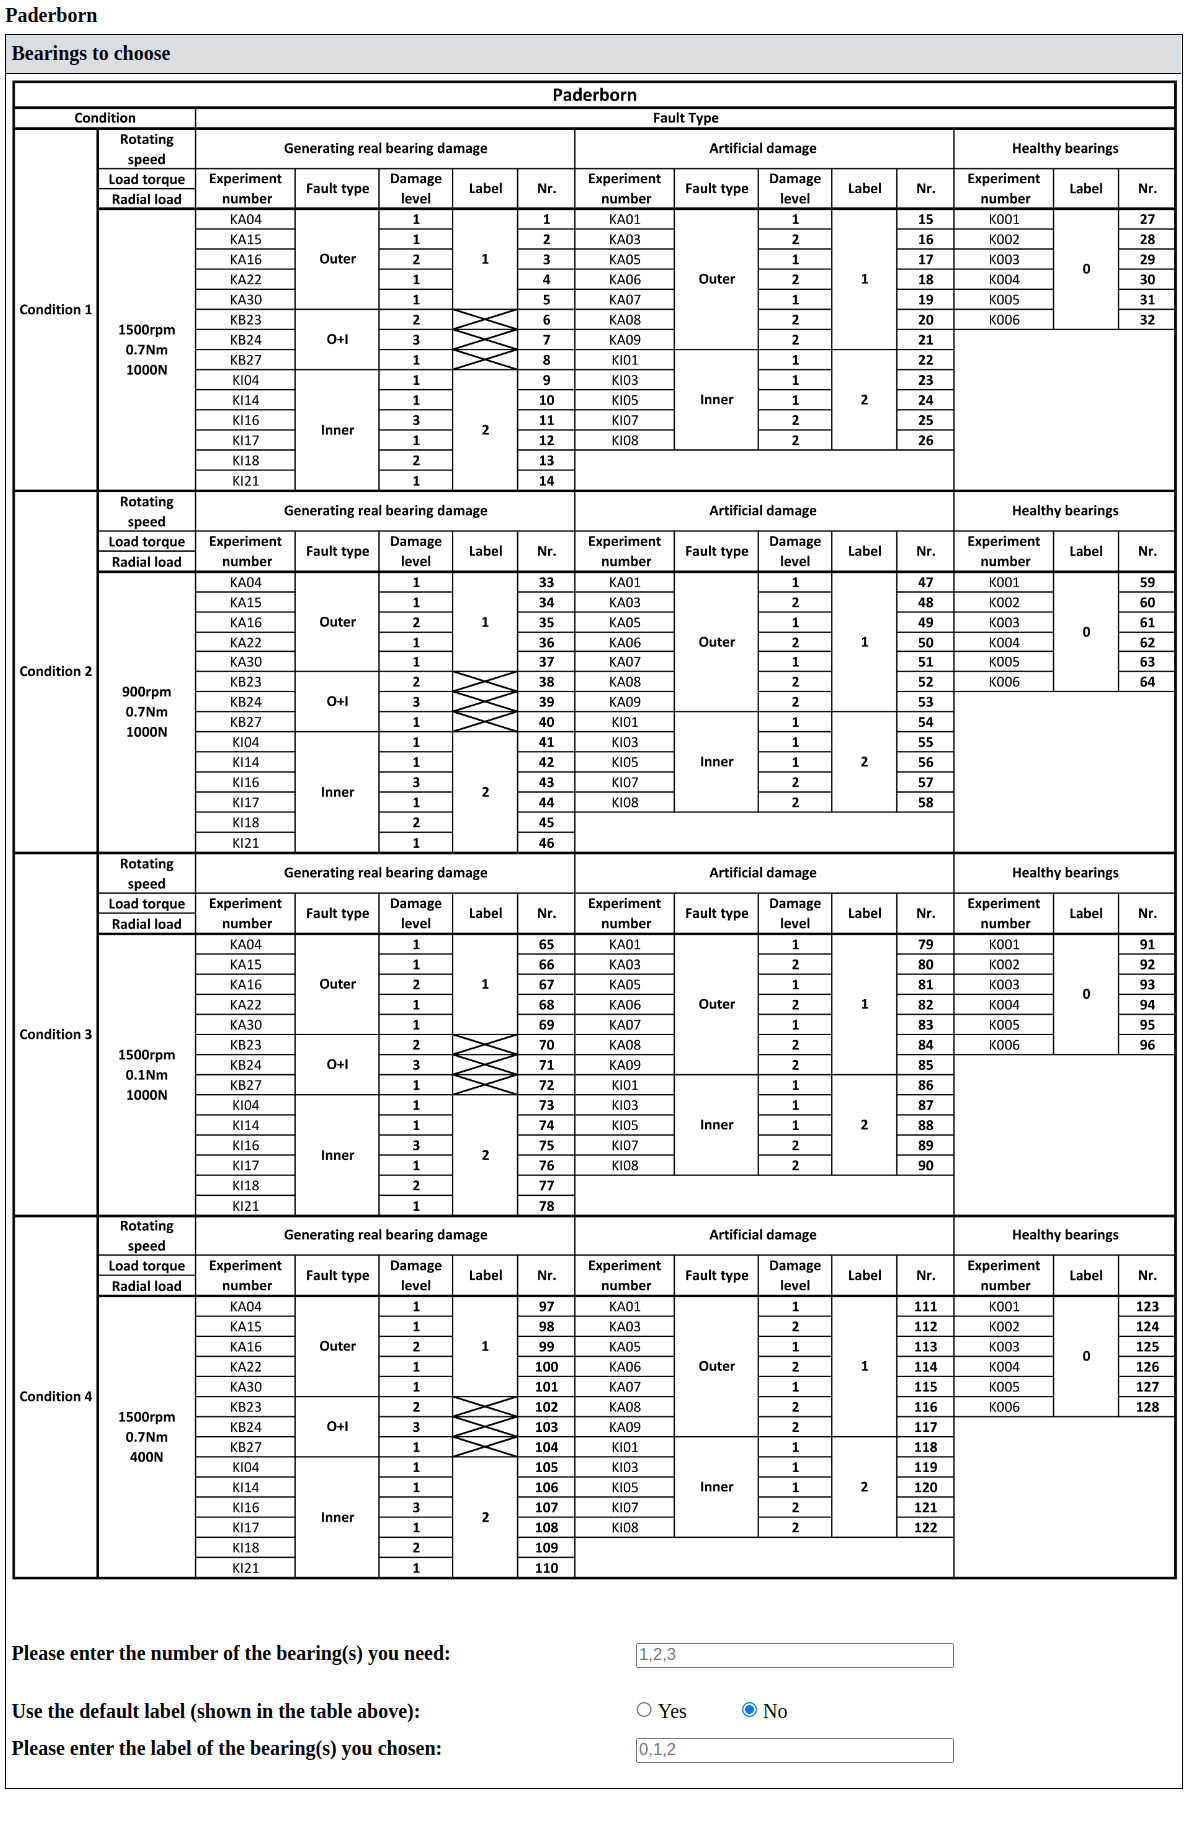 Paderborn
Bearings to choose
Paderborn
Condition Fault Type
Rotating speed Generating real bearing damage Artificial damage Healthy bearings
Load torque Experiment number Fault type Damage level Label Nr. Experiment number Fault type Damage level Label Nr. Experiment number Label Nr.
Radial load
Condition 1 1500rpm 0.7Nm 1000N
KA04 Outer 1 1 1 KA01 Outer 1 1 15 K001 0 27
KA15 1 2 KA03 2 16 K002 28
KA16 2 3 KA05 1 17 K003 29
KA22 1 4 KA06 2 18 K004 30
KA30 1 5 KA07 1 19 K005 31
KB23 O+I 2 6 KA08 2 20 K006 32
KB24 3 7 KA09 2 21
KB27 1 8 KI01 Inner 1 2 22
KI04 Inner 1 2 9 KI03 1 23
KI14 1 10 KI05 1 24
KI16 3 11 KI07 2 25
KI17 1 12 KI08 2 26
KI18 2 13
KI21 1 14
Rotating speed Generating real bearing damage Artificial damage Healthy bearings
Load torque Experiment number Fault type Damage level Label Nr. Experiment number Fault type Damage level Label Nr. Experiment number Label Nr.
Radial load
Condition 2 900rpm 0.7Nm 1000N
KA04 Outer 1 1 33 KA01 Outer 1 1 47 K001 0 59
KA15 1 34 KA03 2 48 K002 60
KA16 2 35 KA05 1 49 K003 61
KA22 1 36 KA06 2 50 K004 62
KA30 1 37 KA07 1 51 K005 63
KB23 O+I 2 38 KA08 2 52 K006 64
KB24 3 39 KA09 2 53
KB27 1 40 KI01 Inner 1 2 54
KI04 Inner 1 2 41 KI03 1 55
KI14 1 42 KI05 1 56
KI16 3 43 KI07 2 57
KI17 1 44 KI08 2 58
KI18 2 45
KI21 1 46
Rotating speed Generating real bearing damage Artificial damage Healthy bearings
Load torque Experiment number Fault type Damage level Label Nr. Experiment number Fault type Damage level Label Nr. Experiment number Label Nr.
Radial load
Condition 3 1500rpm 0.1Nm 1000N
KA04 Outer 1 1 65 KA01 Outer 1 1 79 K001 0 91
KA15 1 66 KA03 2 80 K002 92
KA16 2 67 KA05 1 81 K003 93
KA22 1 68 KA06 2 82 K004 94
KA30 1 69 KA07 1 83 K005 95
KB23 O+I 2 70 KA08 2 84 K006 96
KB24 3 71 KA09 2 85
KB27 1 72 KI01 Inner 1 2 86
KI04 Inner 1 2 73 KI03 1 87
KI14 1 74 KI05 1 88
KI16 3 75 KI07 2 89
KI17 1 76 KI08 2 90
KI18 2 77
KI21 1 78
Rotating speed Generating real bearing damage Artificial damage Healthy bearings
Load torque Experiment number Fault type Damage level Label Nr. Experiment number Fault type Damage level Label Nr. Experiment number Label Nr.
Radial load
Condition 4 1500rpm 0.7Nm 400N
KA04 Outer 1 1 97 KA01 Outer 1 1 111 K001 0 123
KA15 1 98 KA03 2 112 K002 124
KA16 2 99 KA05 1 113 K003 125
KA22 1 100 KA06 2 114 K004 126
KA30 1 101 KA07 1 115 K005 127
KB23 O+I 2 102 KA08 2 116 K006 128
KB24 3 103 KA09 2 117
KB27 1 104 KI01 Inner 1 2 118
KI04 Inner 1 2 105 KI03 1 119
KI14 1 106 KI05 1 120
KI16 3 107 KI07 2 121
KI17 1 108 KI08 2 122
KI18 2 109
KI21 1 110
Please enter the number of the bearing(s) you need: 1,2,3
Use the default label (shown in the table above): Yes No
Please enter the label of the bearing(s) you chosen: 0,1,2